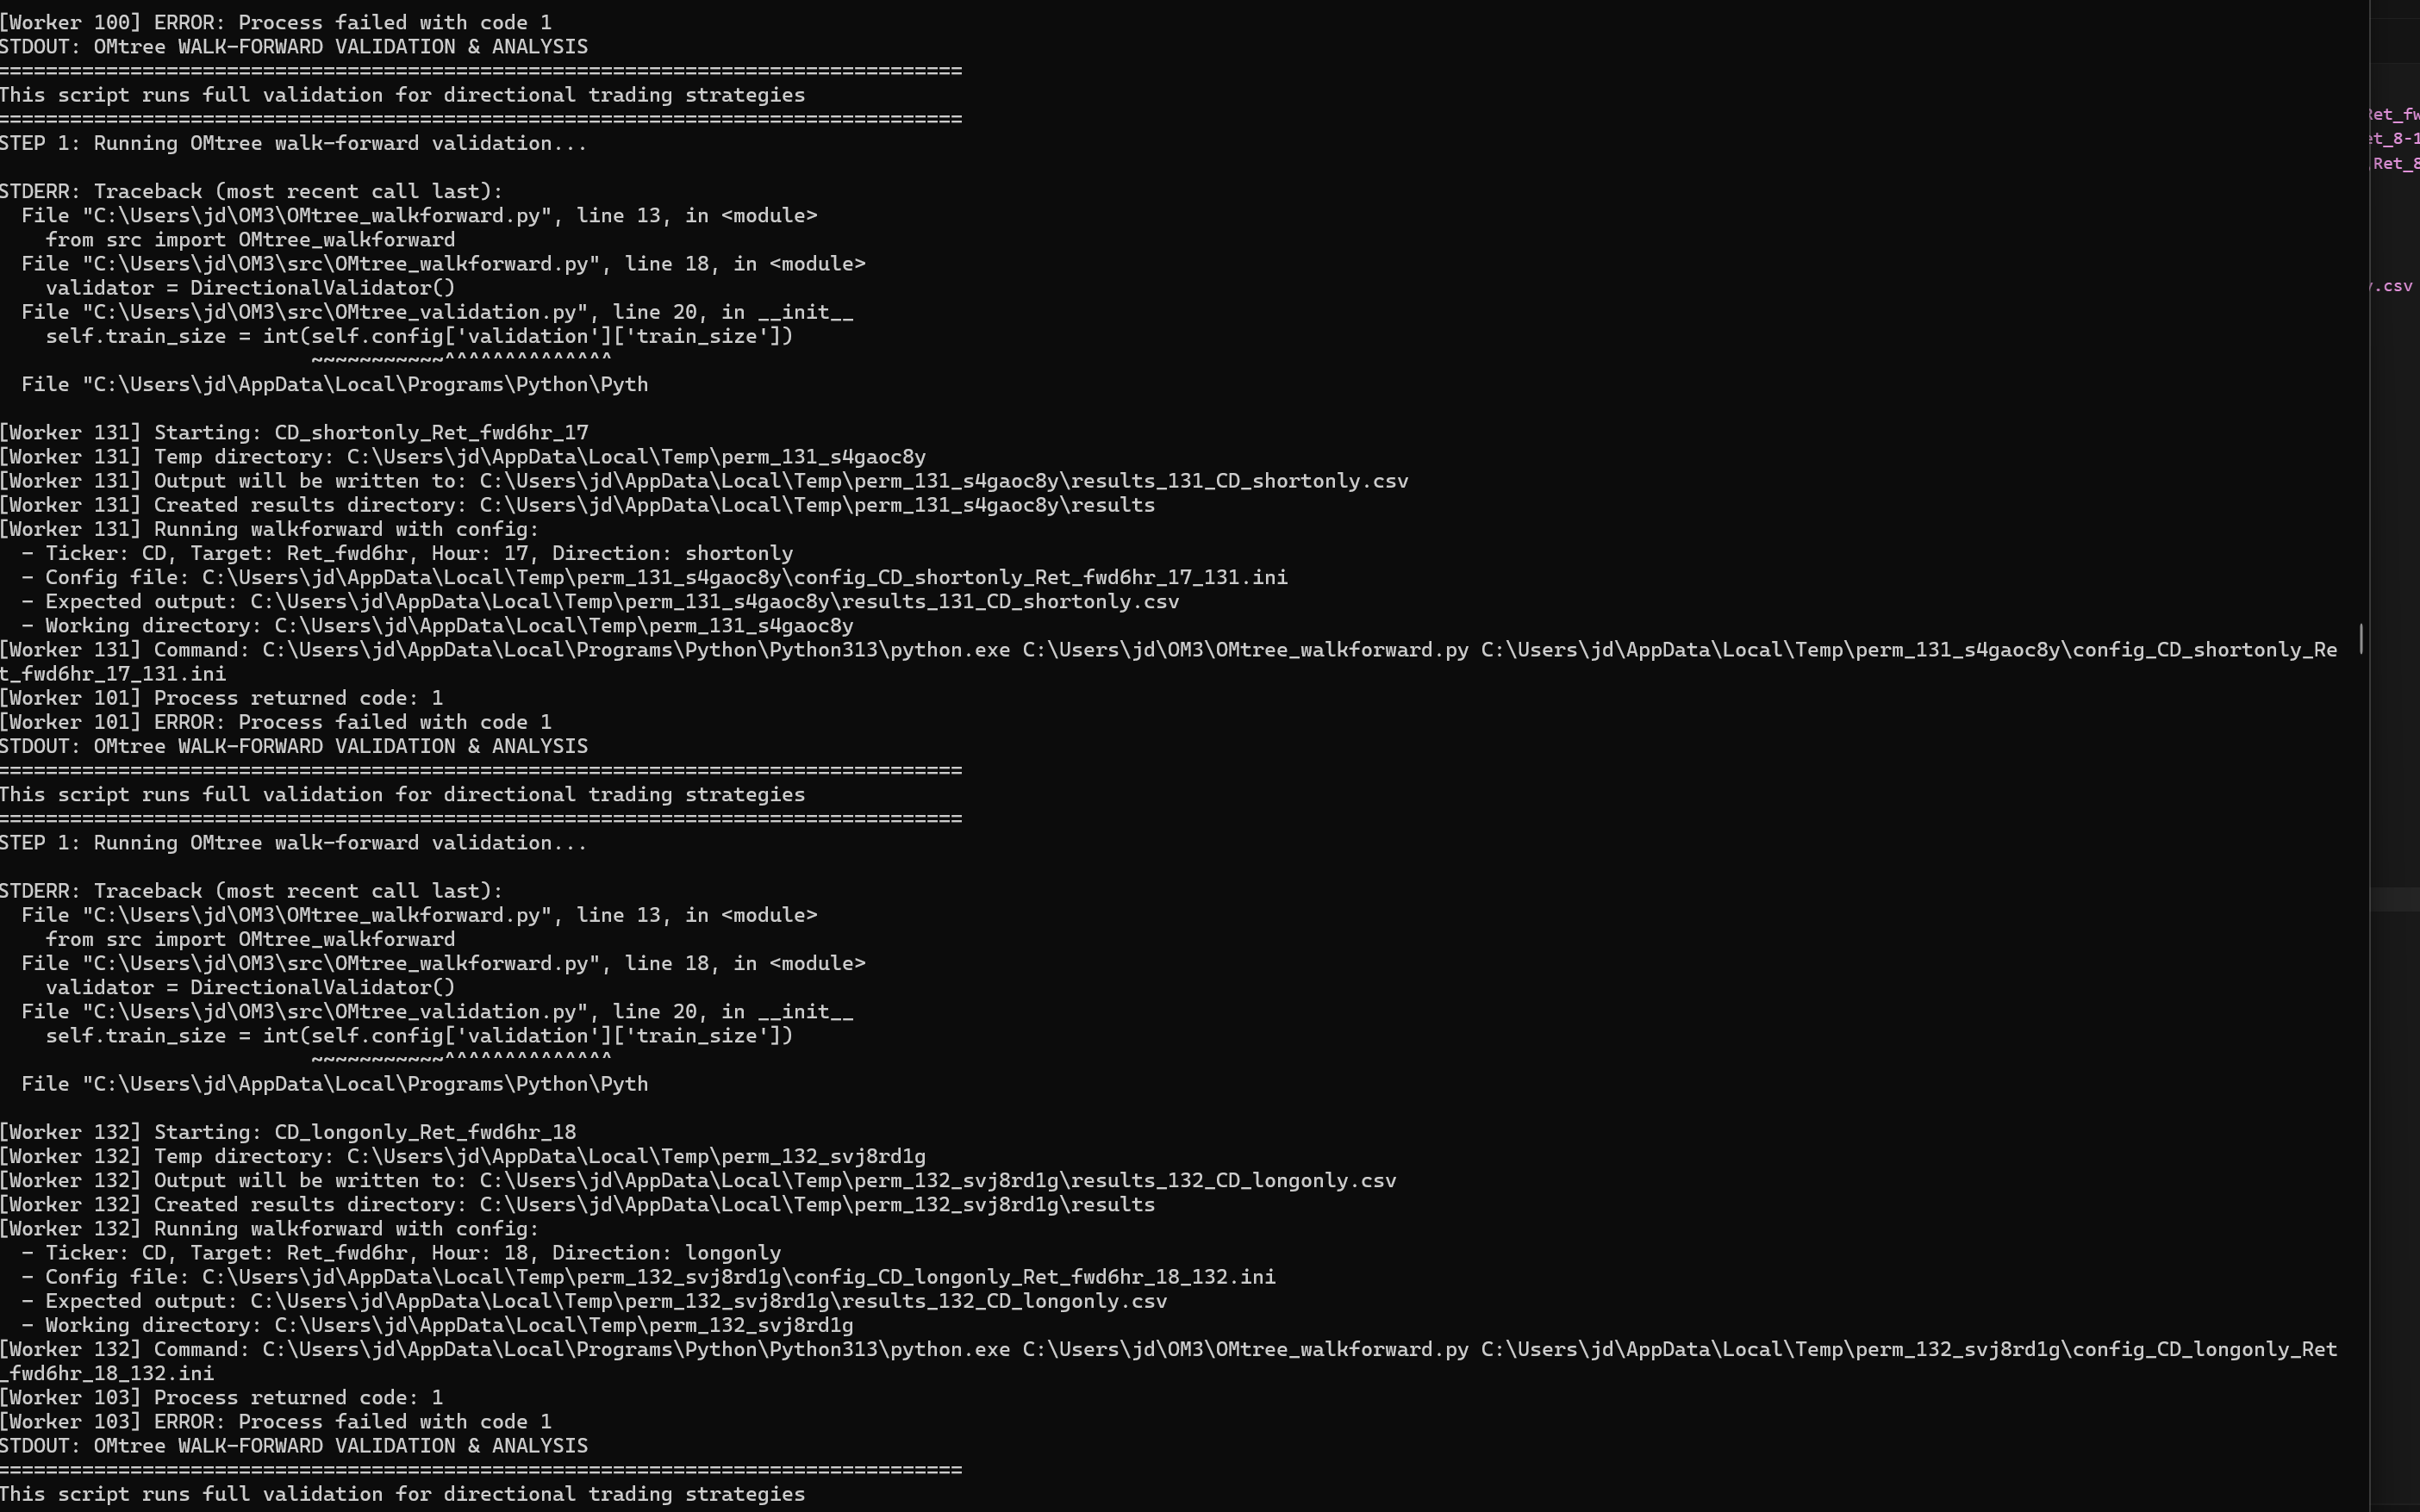 [Worker 100] ERROR: Process failed with code 1
STDOUT: OMtree WALK-FORWARD VALIDATION & ANALYSIS
================================================================================
This script runs full validation for directional trading strategies
================================================================================
STEP 1: Running OMtree walk-forward validation...
STDERR: Traceback (most recent call last):
  File "C:\Users\jd\OM3\OMtree_walkforward.py", line 13, in <module>
    from src import OMtree_walkforward
  File "C:\Users\jd\OM3\src\OMtree_walkforward.py", line 18, in <module>
    validator = DirectionalValidator()
  File "C:\Users\jd\OM3\src\OMtree_validation.py", line 20, in __init__
    self.train_size = int(self.config['validation']['train_size'])
                          ~~~~~~~~~~~^^^^^^^^^^^^^^
  File "C:\Users\jd\AppData\Local\Programs\Python\Pyth
[Worker 131] Starting: CD_shortonly_Ret_fwd6hr_17
[Worker 131] Temp directory: C:\Users\jd\AppData\Local\Temp\perm_131_s4gaoc8y
[Worker 131] Output will be written to: C:\Users\jd\AppData\Local\Temp\perm_131_s4gaoc8y\results_131_CD_shortonly.csv
[Worker 131] Created results directory: C:\Users\jd\AppData\Local\Temp\perm_131_s4gaoc8y\results
[Worker 131] Running walkforward with config:
  - Ticker: CD, Target: Ret_fwd6hr, Hour: 17, Direction: shortonly
  - Config file: C:\Users\jd\AppData\Local\Temp\perm_131_s4gaoc8y\config_CD_shortonly_Ret_fwd6hr_17_131.ini
  - Expected output: C:\Users\jd\AppData\Local\Temp\perm_131_s4gaoc8y\results_131_CD_shortonly.csv
  - Working directory: C:\Users\jd\AppData\Local\Temp\perm_131_s4gaoc8y
[Worker 131] Command: C:\Users\jd\AppData\Local\Programs\Python\Python313\python.exe C:\Users\jd\OM3\OMtree_walkforward.py C:\Users\jd\AppData\Local\Temp\perm_131_s4gaoc8y\config_CD_shortonly_Re
t_fwd6hr_17_131.ini
[Worker 101] Process returned code: 1
[Worker 101] ERROR: Process failed with code 1
STDOUT: OMtree WALK-FORWARD VALIDATION & ANALYSIS
================================================================================
This script runs full validation for directional trading strategies
================================================================================
STEP 1: Running OMtree walk-forward validation...
STDERR: Traceback (most recent call last):
  File "C:\Users\jd\OM3\OMtree_walkforward.py", line 13, in <module>
    from src import OMtree_walkforward
  File "C:\Users\jd\OM3\src\OMtree_walkforward.py", line 18, in <module>
    validator = DirectionalValidator()
  File "C:\Users\jd\OM3\src\OMtree_validation.py", line 20, in __init__
    self.train_size = int(self.config['validation']['train_size'])
                          ~~~~~~~~~~~^^^^^^^^^^^^^^
  File "C:\Users\jd\AppData\Local\Programs\Python\Pyth
[Worker 132] Starting: CD_longonly_Ret_fwd6hr_18
[Worker 132] Temp directory: C:\Users\jd\AppData\Local\Temp\perm_132_svj8rd1g
[Worker 132] Output will be written to: C:\Users\jd\AppData\Local\Temp\perm_132_svj8rd1g\results_132_CD_longonly.csv
[Worker 132] Created results directory: C:\Users\jd\AppData\Local\Temp\perm_132_svj8rd1g\results
[Worker 132] Running walkforward with config:
  - Ticker: CD, Target: Ret_fwd6hr, Hour: 18, Direction: longonly
  - Config file: C:\Users\jd\AppData\Local\Temp\perm_132_svj8rd1g\config_CD_longonly_Ret_fwd6hr_18_132.ini
  - Expected output: C:\Users\jd\AppData\Local\Temp\perm_132_svj8rd1g\results_132_CD_longonly.csv
  - Working directory: C:\Users\jd\AppData\Local\Temp\perm_132_svj8rd1g
[Worker 132] Command: C:\Users\jd\AppData\Local\Programs\Python\Python313\python.exe C:\Users\jd\OM3\OMtree_walkforward.py C:\Users\jd\AppData\Local\Temp\perm_132_svj8rd1g\config_CD_longonly_Ret
_fwd6hr_18_132.ini
[Worker 103] Process returned code: 1
[Worker 103] ERROR: Process failed with code 1
STDOUT: OMtree WALK-FORWARD VALIDATION & ANALYSIS
================================================================================
This script runs full validation for directional trading strategies
Ret_fw
et_8-1
,Ret_8
.csv